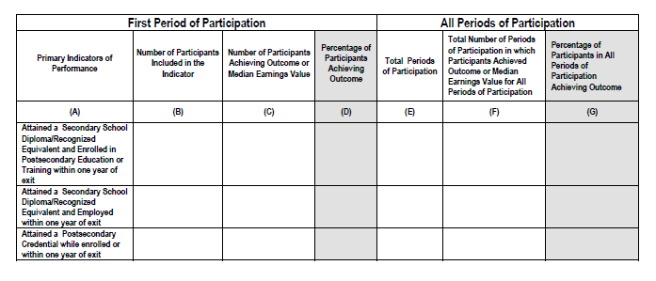 First Period of Participation
All Periods of Participation
Primary Indicators of
Performance
Number of Participants
Included in the
Indicator
Number of Participants
Achieving Outcome or
Median Earnings Value
Percentage of
Participants
Achieving
Outcome
Total Periods
of Participation
Total Number of Periods
of Participation in which
Participants Achieved
Outcome or Median
Earnings Value for All
Periods of Participation
Percentage of
Participants in All
Periods of
Participation
Achieving Outcome
(A)
(B)
(C)
(D)
(E)
(F)
(G)
Attained a Secondary School
Diploma/Recognized
Equivalent and Enrolled in
Postsecondary Education or
Training within one year of
exit
Attained a Secondary School
Diploma/Recognized
Equivalent and Employed
within one year of exit
Attained a Postsecondary
Credential while enrolled or
within one year of exit